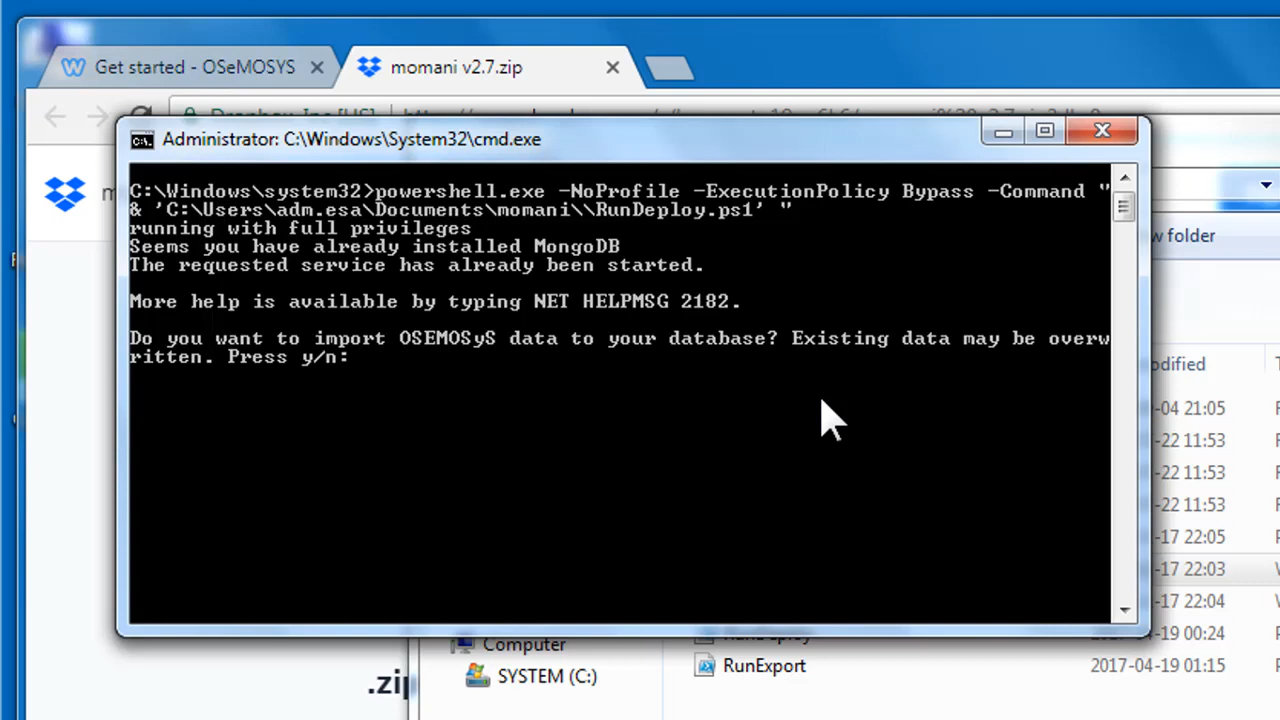 Get started - OSeMOSYS
momani v2.7.zip
Administrator: C:\Windows\System32\cmd.exe
C:\Windows\system32>powershell.exe -NoProfile -ExecutionPolicy Bypass -Command "
& 'C:\Users\adm.esa\Documents\momani\\RunDeploy.ps1' "
running with full privileges
Seems you have already installed MongoDB
The requested service has already been started.
More help is available by typing NET HELPMSG 2182.
Do you want to import OSEMOSyS data to your database? Existing data may be overw
ritten. Press y/n:
w folder
odified
-04 21:05
-22 11:53
-22 11:53
-22 11:53
-17 22:05
-17 22:03
-17 22:04
-19 00:24
Computer
RunExport
2017-04-19 01:15
SYSTEM (C:)
.zip